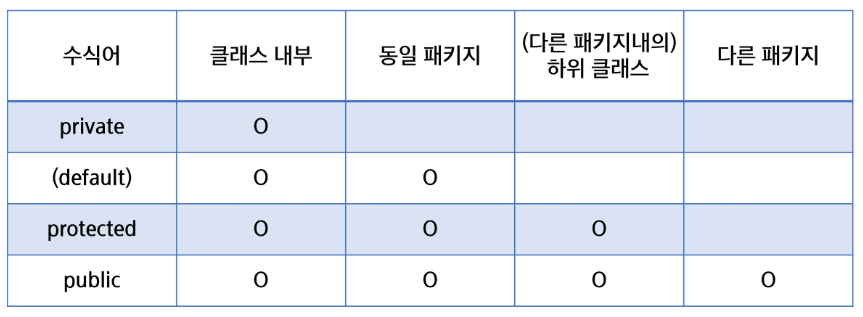 수식어 클래스 내부 동일 패키지 (다른 패키지내의) 다른 패키지
하위 클래스
private O
(default) O O
protected O O O
public O O O O